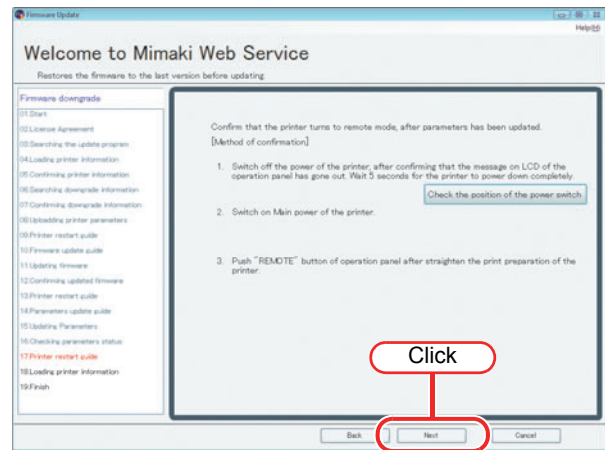 Firmware Update
Help(H)
Welcome to Mimaki Web Service
Restores the firmware to the last version before updating.
Firmware downgrade
01.Start
02.License Agreement
03.Searching the update program
04.Loading printer information
05.Confirming printer information
06.Searching downgrade information
07.Confirming downgrade information
08.Uploadding printer parameters
09.Printer restart guide
10.Firmware update guide
11.Updating firmware
12.Confirming updated firmware
13.Printer restart guide
14.Parameters update guide
15.Updating Parameters
16.Checking parameters status
17.Printer restart guide
18.Loading printer information
19.Finish
Confirm that the printer turns to remote mode, after parameters has been updated.
[Method of confirmation]
1. Switch off the power of the printer, after confirming that the message on LCD of the
operation panel has gone out. Wait 5 seconds for the printer to power down completely.
Check the position of the power switch
2. Switch on Main power of the printer.
3. Push "REMOTE" button of operation panel after straighten the print preparation of the
printer.
Click
Back
Next
Cancel